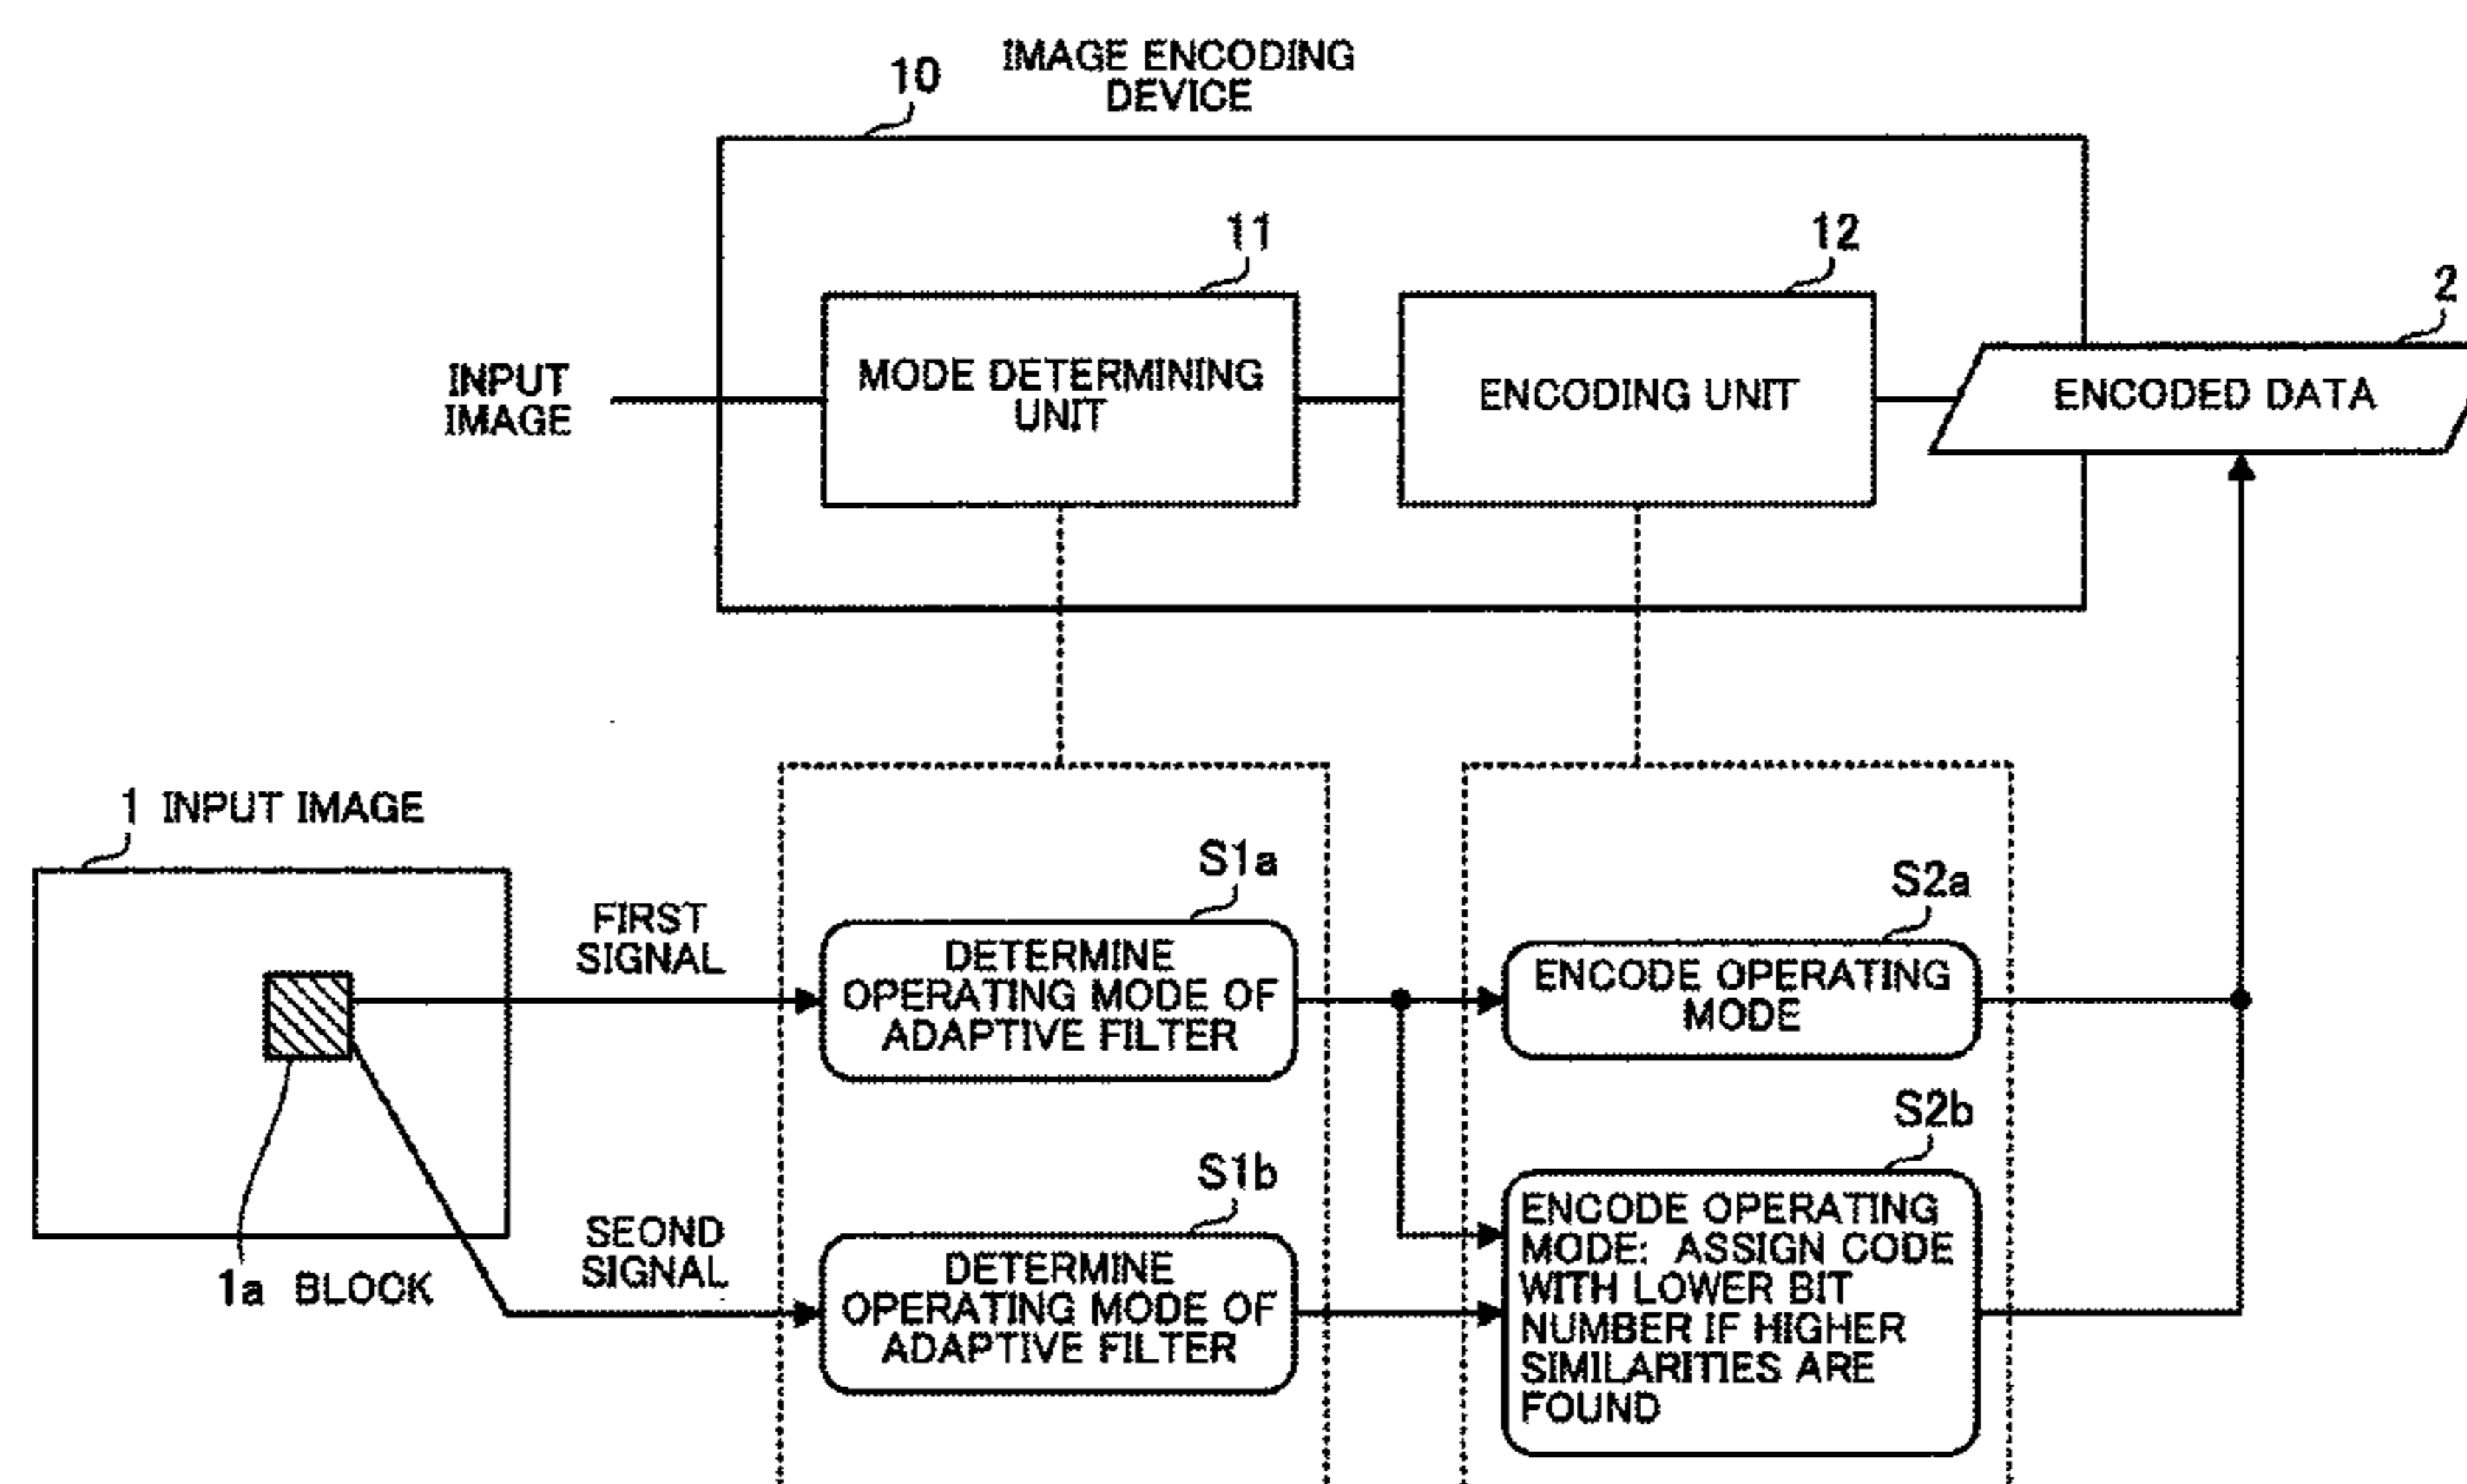 IMAGE ENCODING
DEVICE
10
11
12
2
INPUT
IMAGE
MODE DETERMINING
UNIT
ENCODING UNIT
ENCODED DATA
1 INPUT IMAGE
1a BLOCK
FIRST
SIGNAL
SEOND
SIGNAL
S1a
DETERMINE
OPERATING MODE OF
ADAPTIVE FILTER
S1b
DETERMINE
OPERATING MODE OF
ADAPTIVE FILTER
S2a
ENCODE OPERATING
MODE
S2b
ENCODE OPERATING
MODE: ASSIGN CODE
WITH LOWER BIT
NUMBER IF HIGHER
SIMILARITIES ARE
FOUND